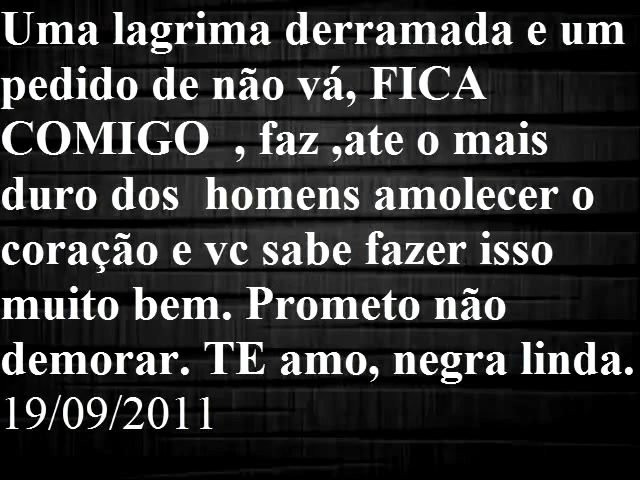 Uma lagrima derramada e um
pedido de não vá, FICA
COMIGO  , faz ,ate o mais
duro dos  homens amolecer o
coração e vc sabe fazer isso
muito bem. Prometo não
demorar. TE amo, negra linda.
19/09/2011